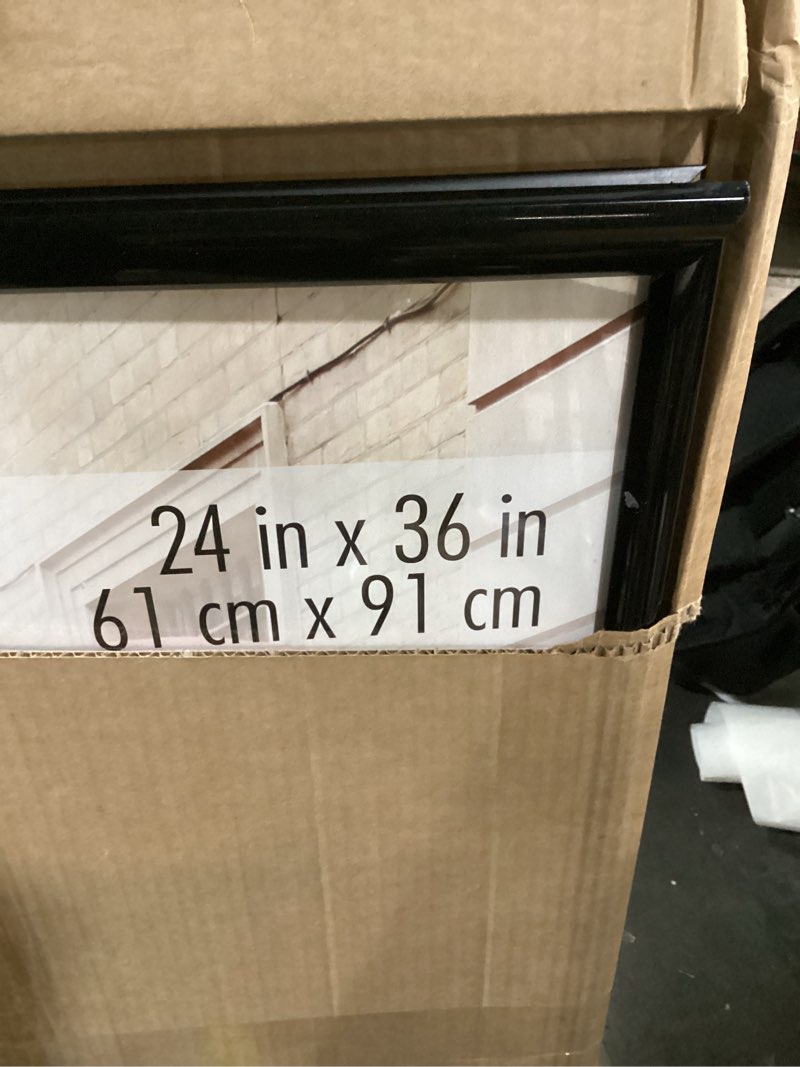 24 in x 36 in
61 cm x 91 cm